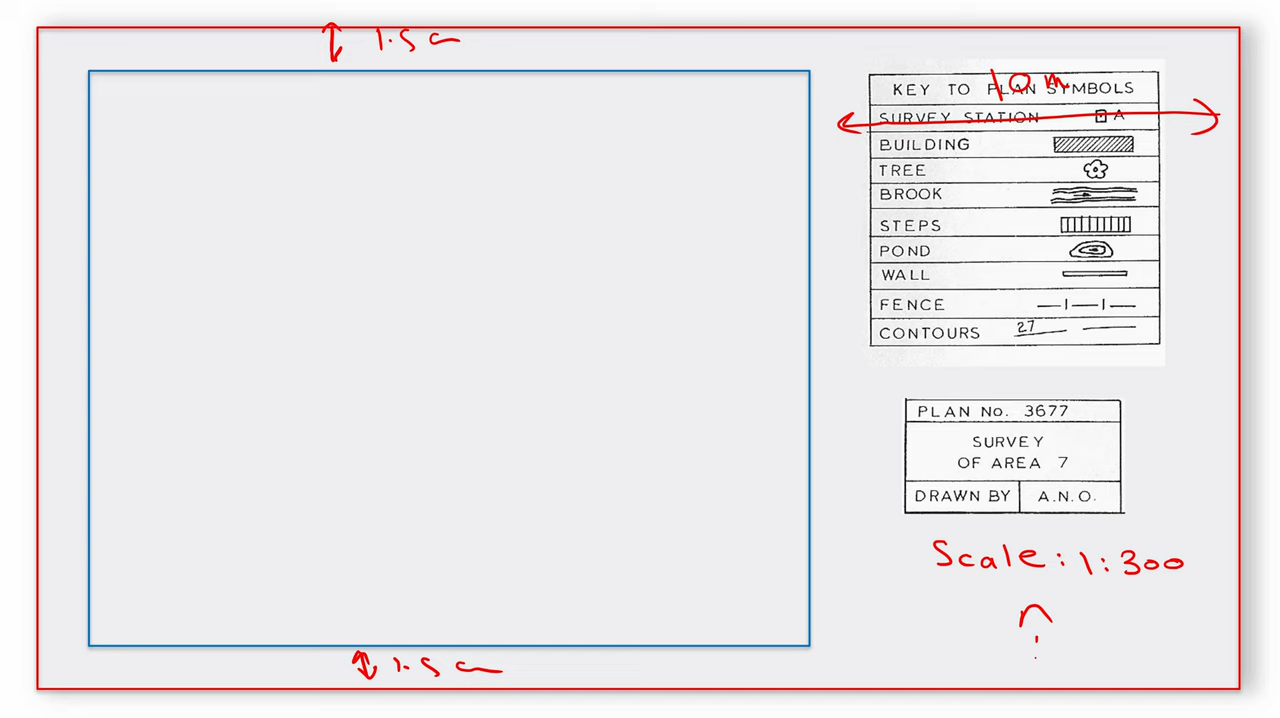 1.5 cm
10 m
KEY TO PLAN SYMBOLS
SURVEY STATION A
BUILDING
TREE
BROOK
STEPS
POND
WALL
FENCE
CONTOURS 27
PLAN No. 3677
SURVEY
OF AREA 7
DRAWN BY A.N.O.
Scale: 1:300
1.5 cm